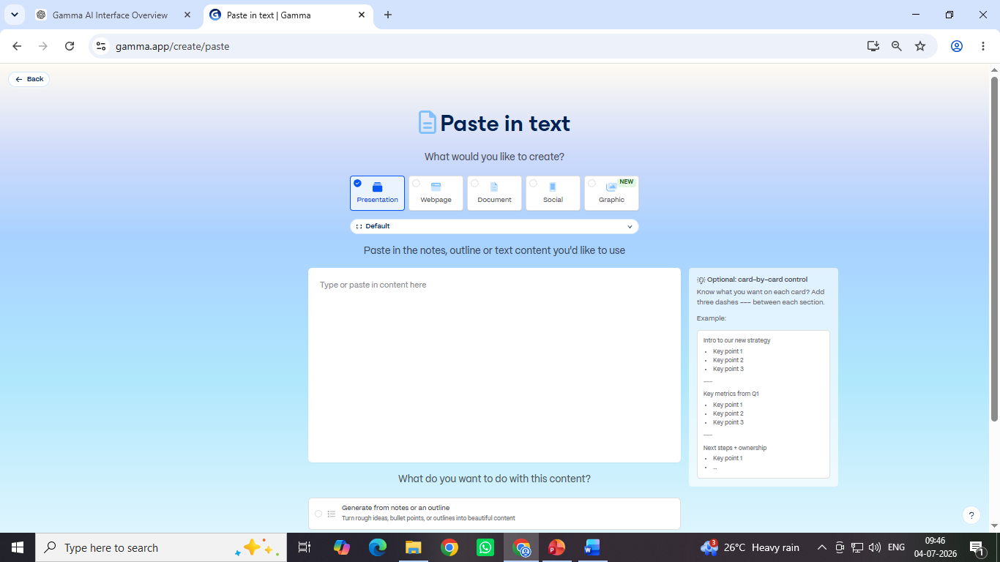 Gamma AI Interface Overview
Paste in text | Gamma
gamma.app/create/paste
Back
Paste in text
What would you like to create?
Presentation
Webpage
Document
Social
NEW
Graphic
Default
Paste in the notes, outline or text content you'd like to use
Type or paste in content here
Optional: card-by-card control
Know what you want on each card? Add
three dashes --- between each section.
Example:
Intro to our new strategy
• Key point 1
• Key point 2
• Key point 3
---
Key metrics from Q1
• Key point 1
• Key point 2
• Key point 3
---
Next steps + ownership
• Key point 1
• ...
What do you want to do with this content?
Generate from notes or an outline
Turn rough ideas, bullet points, or outlines into beautiful content
?
Type here to search
3
26°C Heavy rain
ENG
09:46
04-07-2026
1